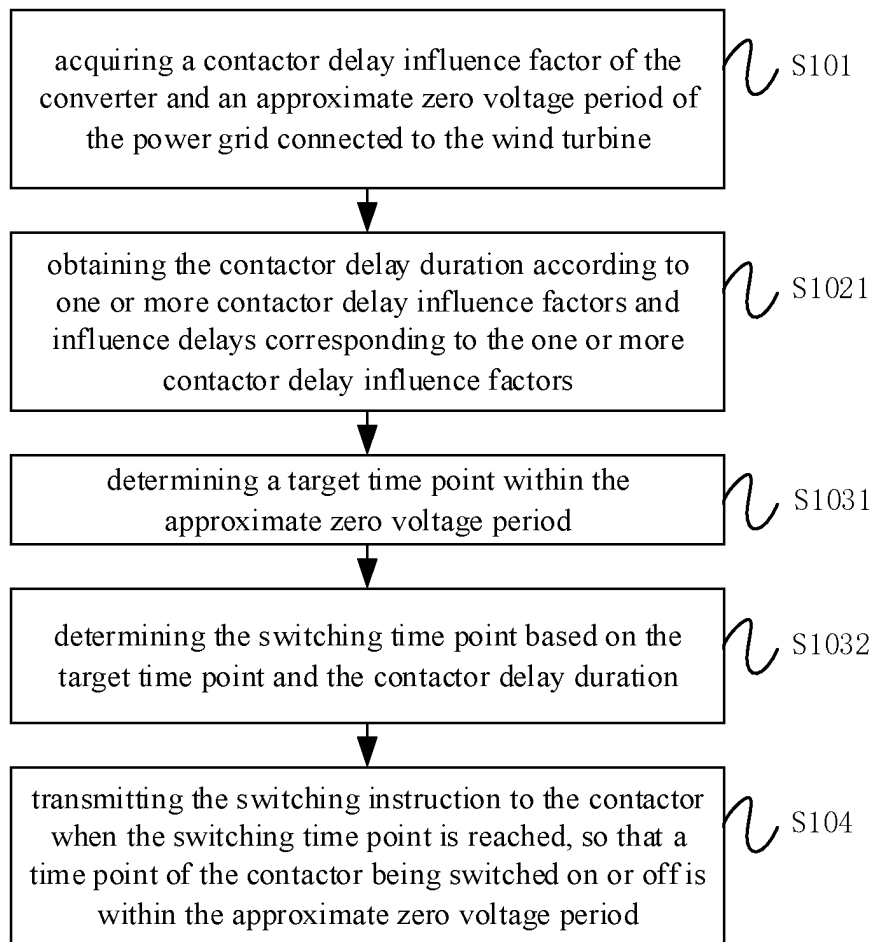 acquiring a contactor delay influence factor of the
converter and an approximate zero voltage period of
the power grid connected to the wind turbine
S101
obtaining the contactor delay duration according to
one or more contactor delay influence factors and
influence delays corresponding to the one or more
contactor delay influence factors
S1021
determining a target time point within the
approximate zero voltage period
S1031
determining the switching time point based on the
target time point and the contactor delay duration
S1032
transmitting the switching instruction to the contactor
when the switching time point is reached, so that a
time point of the contactor being switched on or off is
within the approximate zero voltage period
S104